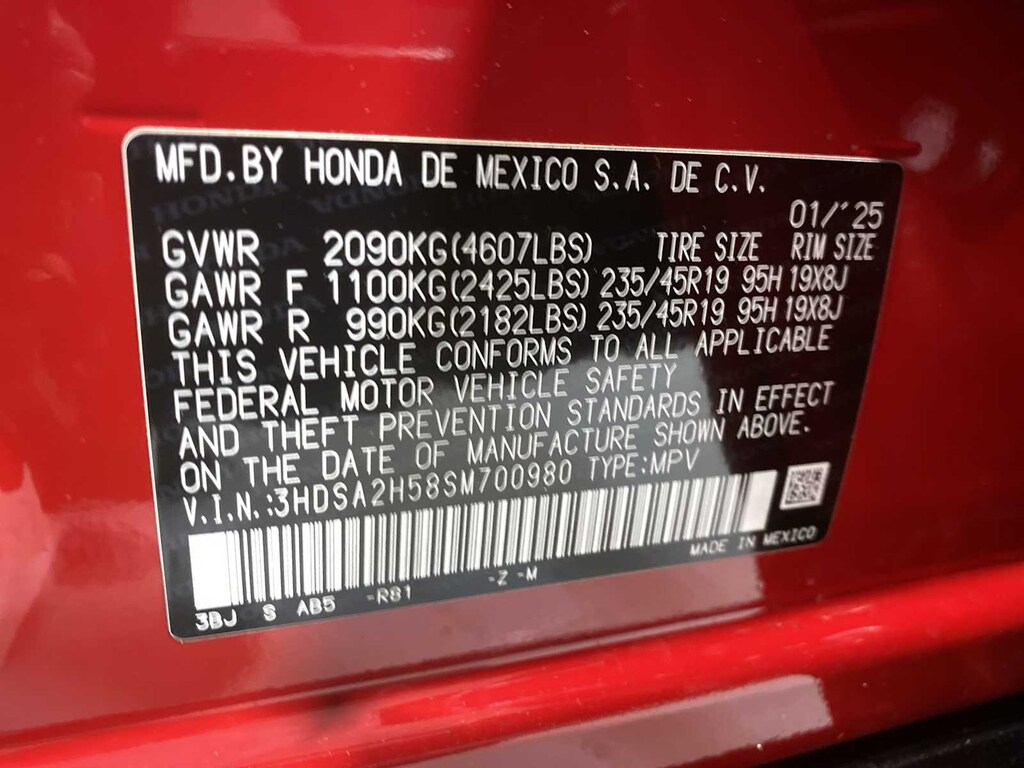 MFD.BY HONDA DE MEXICO S.A. DE C.V.
01/'25
GVWR 2090KG(4607LBS) TIRE SIZE RIM SIZE
GAWR F 1100KG(2425LBS) 235/45R19 95H 19X8J
GAWR R 990KG(2182LBS) 235/45R19 95H 19X8J
THIS VEHICLE CONFORMS TO ALL APPLICABLE
FEDERAL MOTOR VEHICLE SAFETY
AND THEFT PREVENTION STANDARDS IN EFFECT
ON THE DATE OF MANUFACTURE SHOWN ABOVE.
V.I.N.:3HDSA2H58SM700980 TYPE:MPV
MADE IN MEXICO
3BJ S AB5 -R81 -Z -M